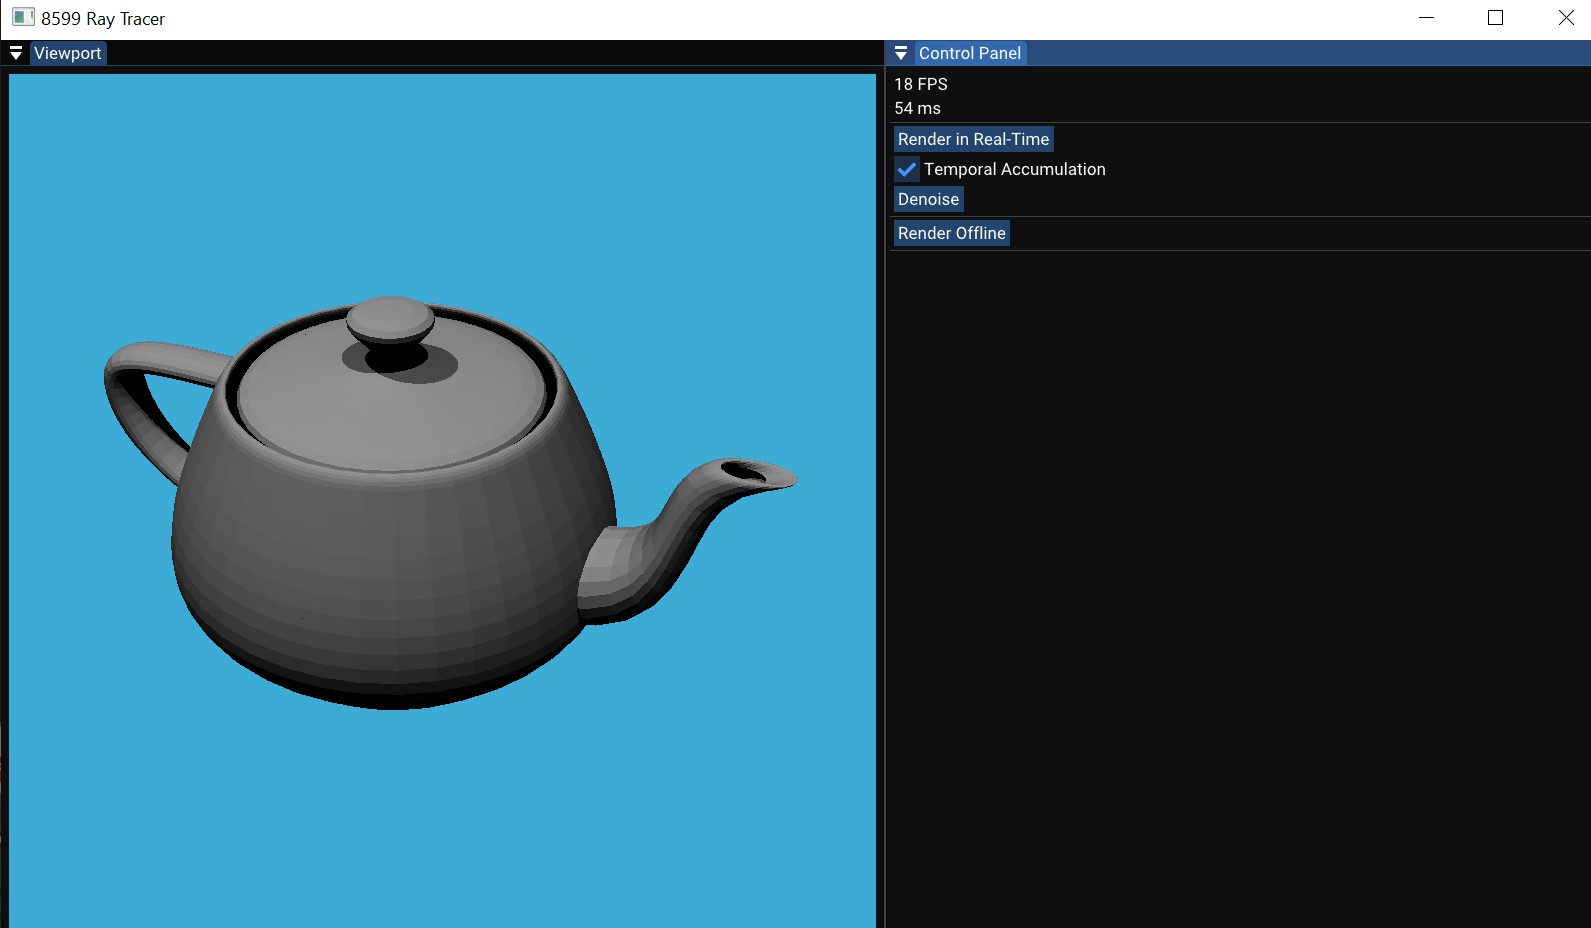 8599 Ray Tracer
Viewport
Control Panel
18 FPS
54 ms
Render in Real-Time
Temporal Accumulation
Denoise
Render Offline